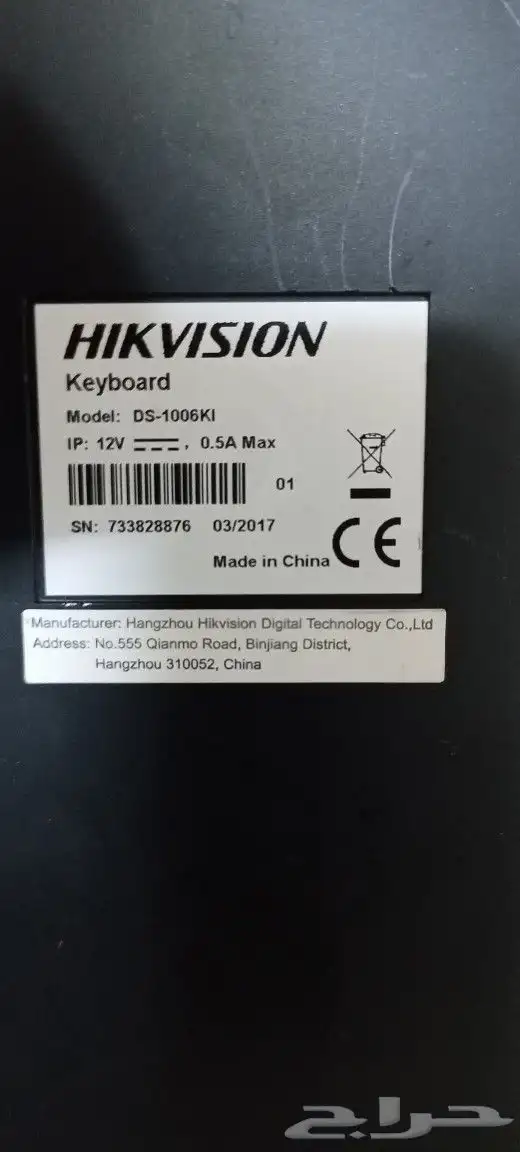 HIKVISION
Keyboard
Model: DS-1006KI
IP: 12V ⎓, 0.5A Max
01
SN: 733828876 03/2017
Made in China
CE
Manufacturer: Hangzhou Hikvision Digital Technology Co.,Ltd
Address: No.555 Qianmo Road, Binjiang District,
Hangzhou 310052, China
حراج